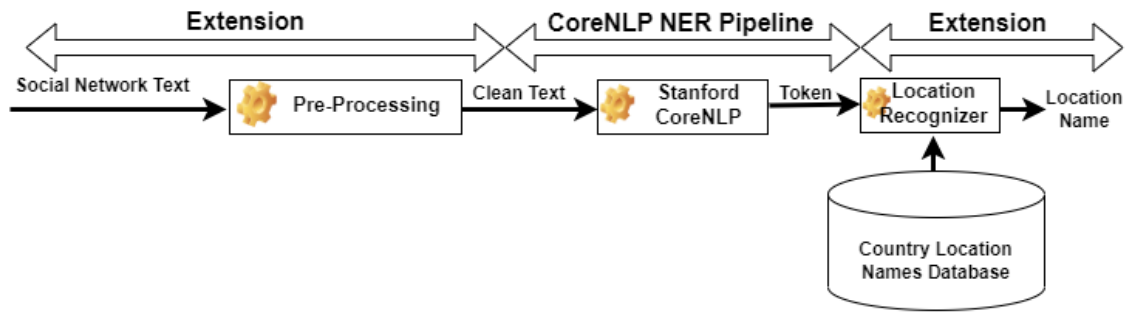 Extension
CoreNLP NER Pipeline
Extension
Social Network Text
Pre-Processing
Clean Text
Stanford
CoreNLP
Token
Location
Recognizer
Location
Name
Country Location
Names Database